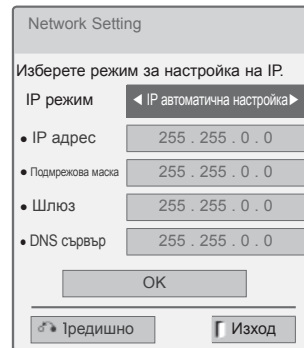 Network Setting
Изберете режим за настройка на IP.
IP режим ◀ IP автоматична настройка▶
● IP адрес 255 . 255 . 0 . 0
● Подмрежова маска 255 . 255 . 0 . 0
● Шлюз 255 . 255 . 0 . 0
● DNS сървър 255 . 255 . 0 . 0
OK
Предишно Изход